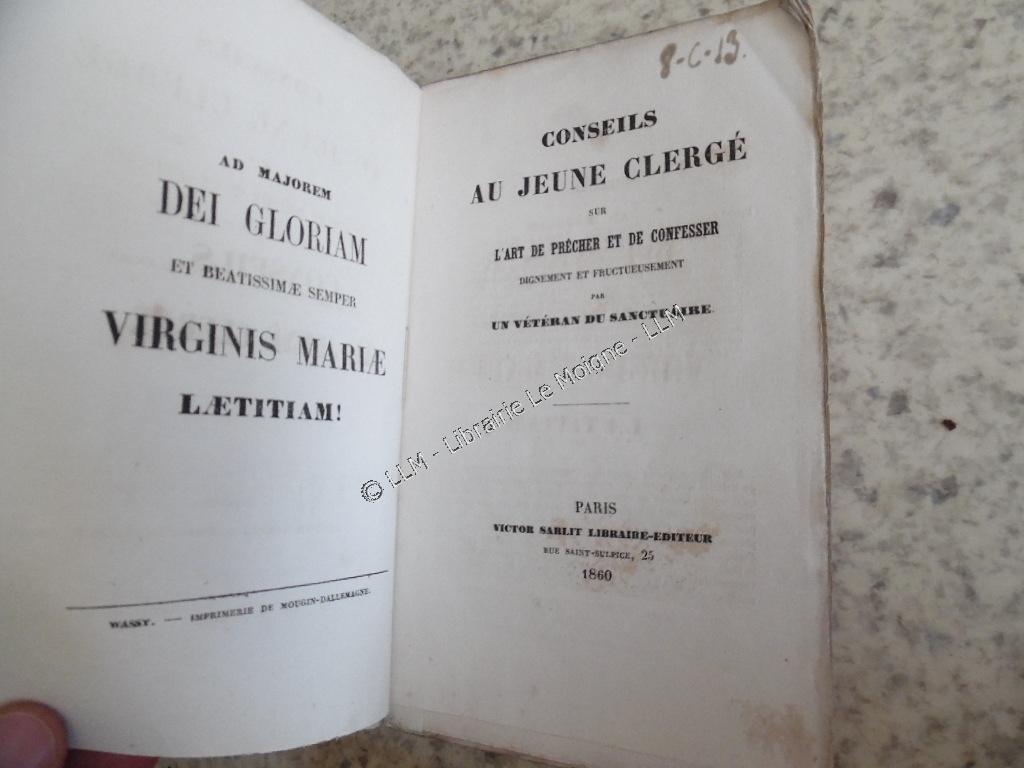 AD MAJOREM
DEI GLORIAM
ET BEATISSIMÆ SEMPER
VIRGINIS MARIÆ
LÆTITIAM!
WASSY. — IMPRIMERIE DE MOUGIN-DALLEMAGNE.
8-C-13.
CONSEILS
AU JEUNE CLERGÉ
SUR
L'ART DE PRÊCHER ET DE CONFESSER
DIGNEMENT ET FRUCTUEUSEMENT
PAR
UN VÉTÉRAN DU SANCTUAIRE.
PARIS
VICTOR SARLIT LIBRAIRE-EDITEUR
RUE SAINT-SULPICE, 25
1860
© LLM - Librairie Le Moigne - LLM